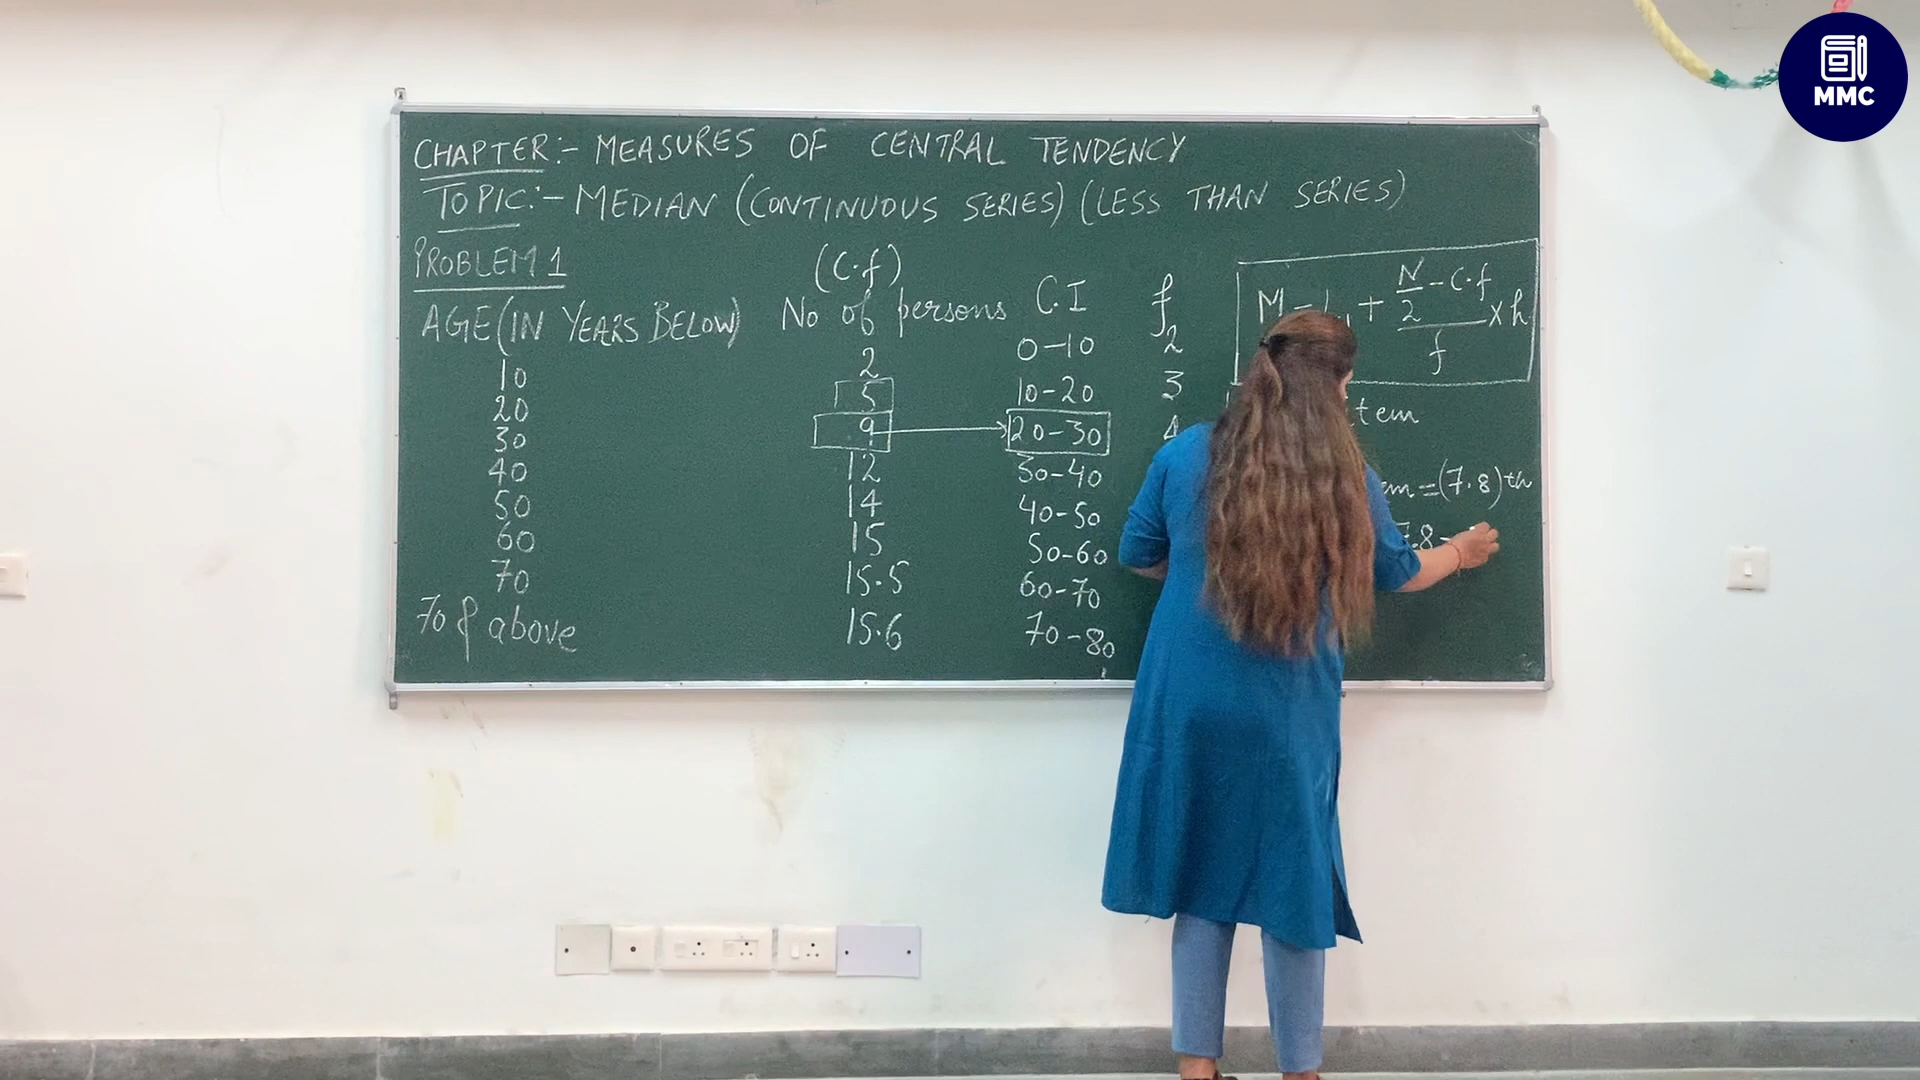 MMC
CHAPTER:- MEASURES OF CENTRAL TENDENCY
TOPIC:- MEDIAN (CONTINUOUS SERIES) (LESS THAN SERIES)
PROBLEM 1
(C.f)
AGE (IN YEARS BELOW) No of persons C.I f
10 2 0-10 2
20 5 10-20 3
30 9 20-30 4
40 12 30-40
50 14 40-50
60 15 50-60
70 15.5 60-70
70 & above 15.6 70-80
N/2 - C.f
M = + x h
f
tem
em = (7.8)th
7.8 -